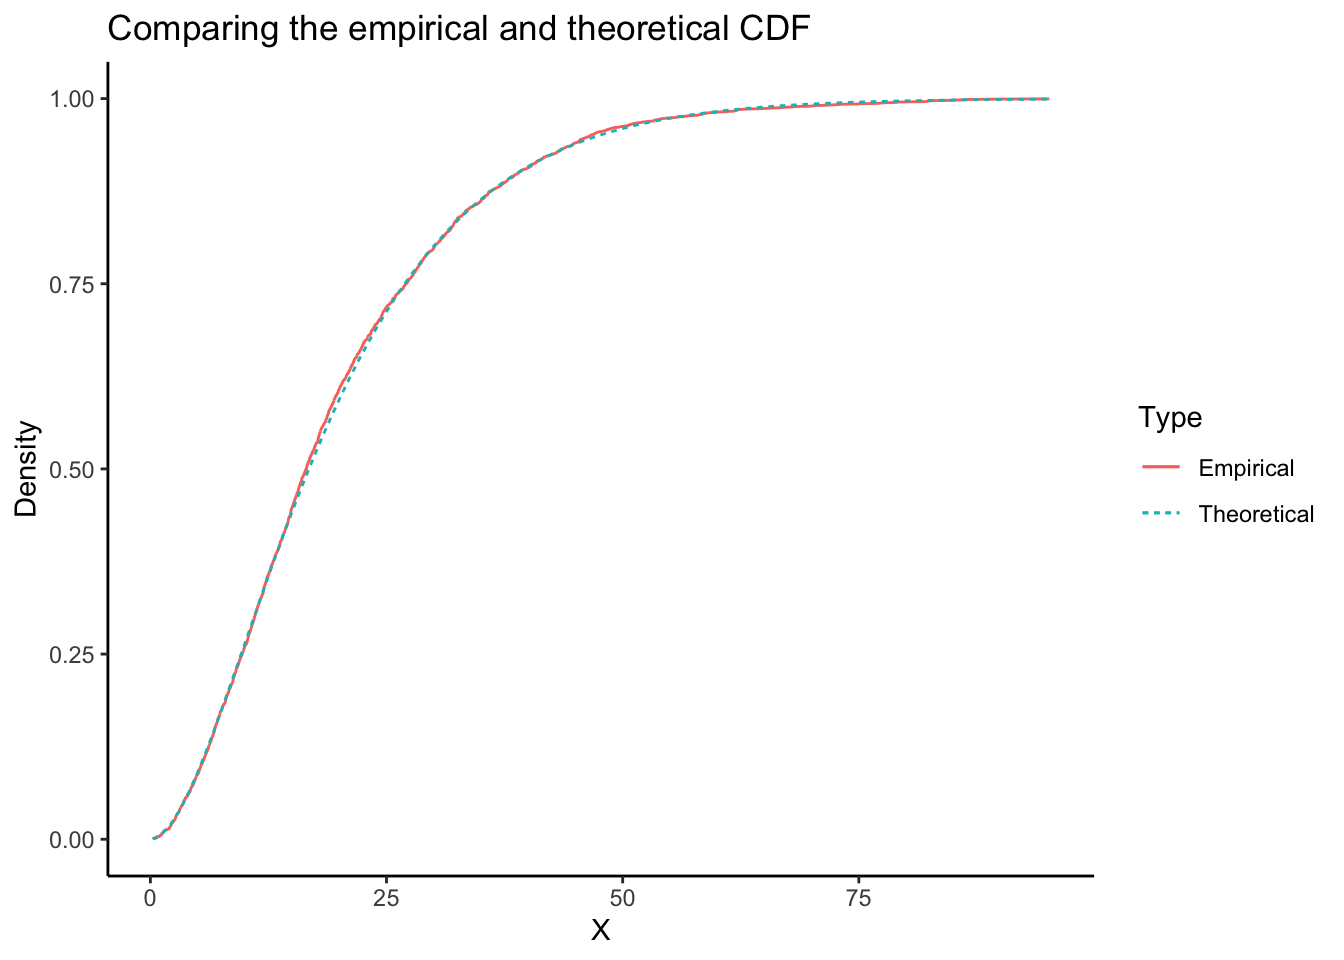 Comparing the empirical and theoretical CDF
1.00
0.75
0.50
0.25
0.00
Density
0
25
50
75
X
Type
Empirical
Theoretical